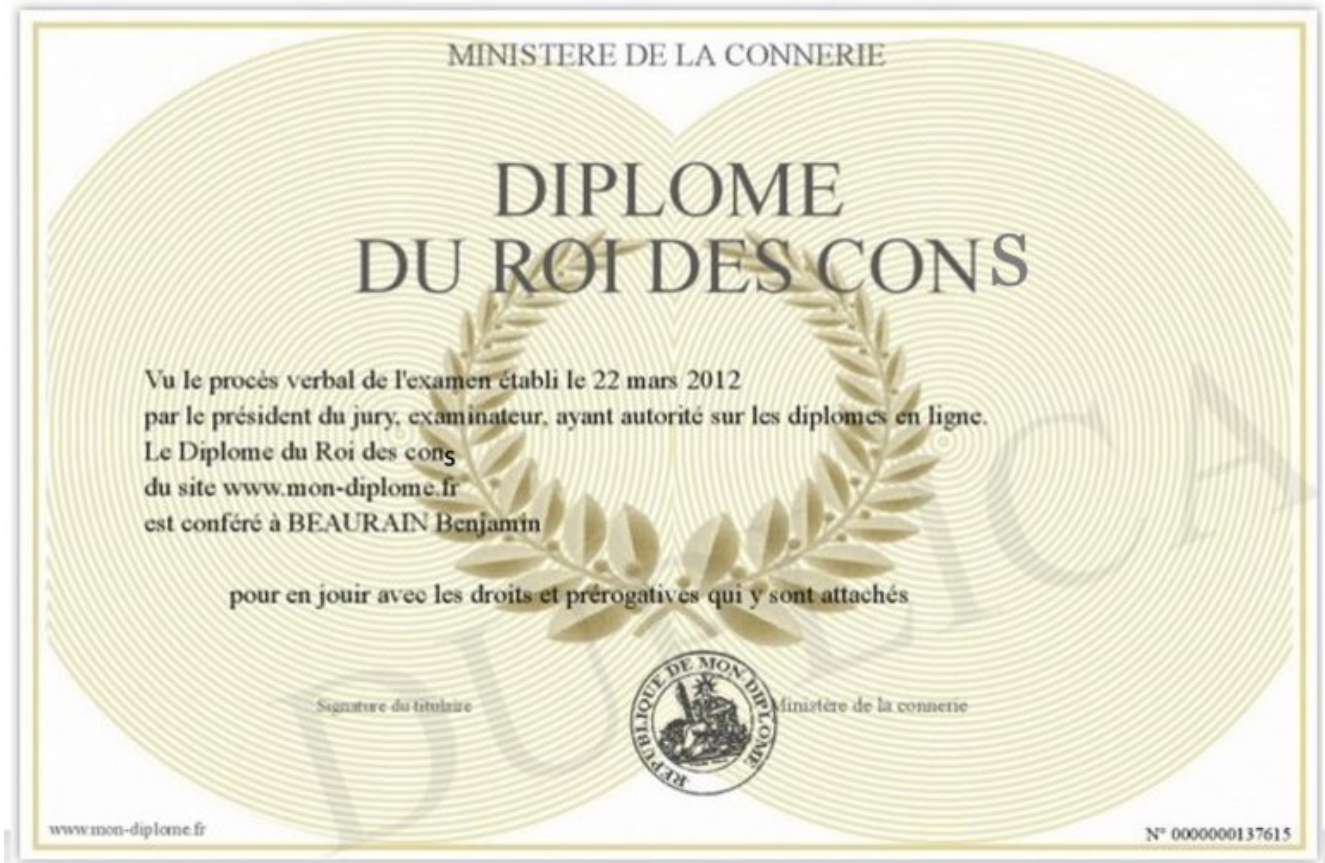 MINISTERE DE LA CONNERIE
DIPLOME
DU ROI DES CONS
Vu le procès verbal de l'examen établi le 22 mars 2012
par le président du jury, examinateur, ayant autorité sur les diplomes en ligne.
Le Diplome du Roi des cons
du site www.mon-diplome.fr
est conféré à BEAURAIN Benjamin
pour en jouir avec les droits et prérogatives qui y sont attachés
Signature du titulaire
REPUBLIQUE DE MON DIPLOME
Ministère de la connerie
DUPLICA
www.mon-diplome.fr
N° 0000000137615